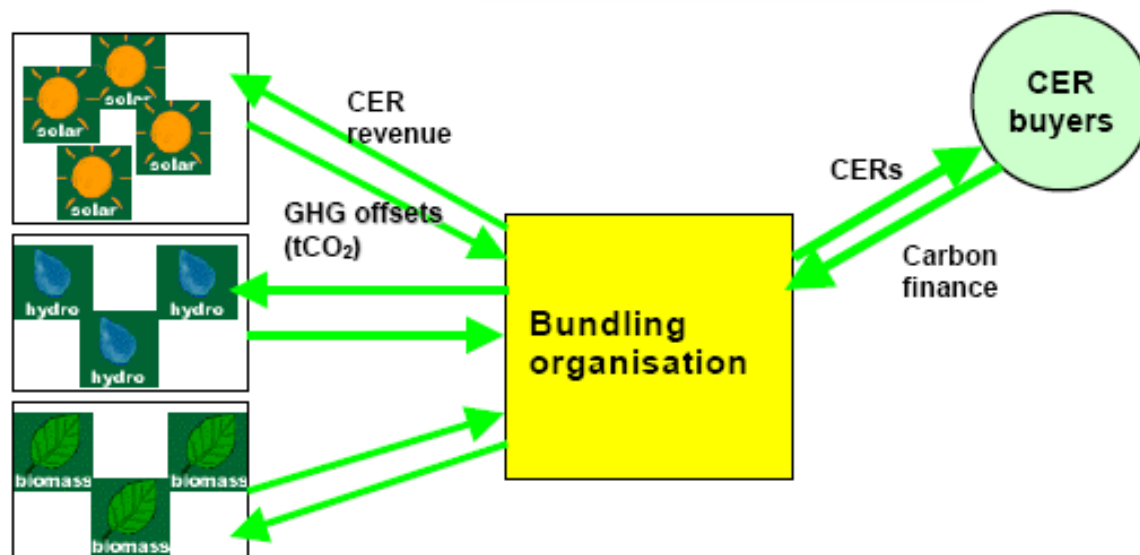 solar
solar
solar
solar
CER
revenue
GHG offsets
(tCO₂)
CER
buyers
CERs
Carbon
finance
hydro
hydro
hydro
Bundling
organisation
biomass
biomass
biomass